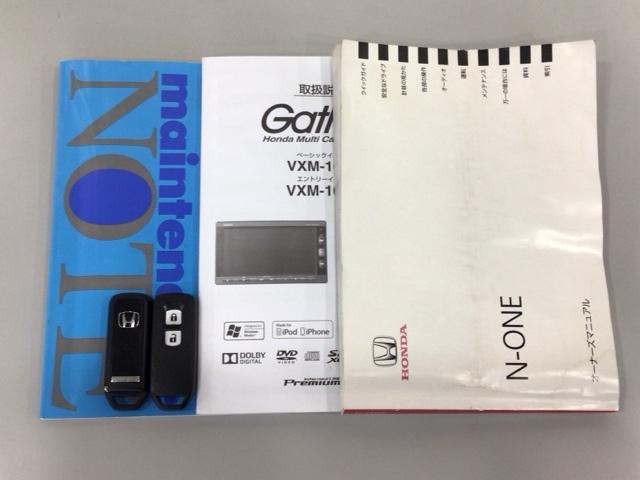 maintenance
NOTE
取扱説
Gath
Honda Multi Ca
ベーシックイ
VXM-1
エントリーイ
VXM-1
Made for
iPod iPhone
DOLBY
DIGITAL
DVD
VIDEO
Premium
クイックガイド
安全なドライブ
計器の見かた
各部の操作
オーディオ
運転
メンテナンス
万一の場合には
資料
索引
HONDA
N-ONE
オーナーズマニュアル